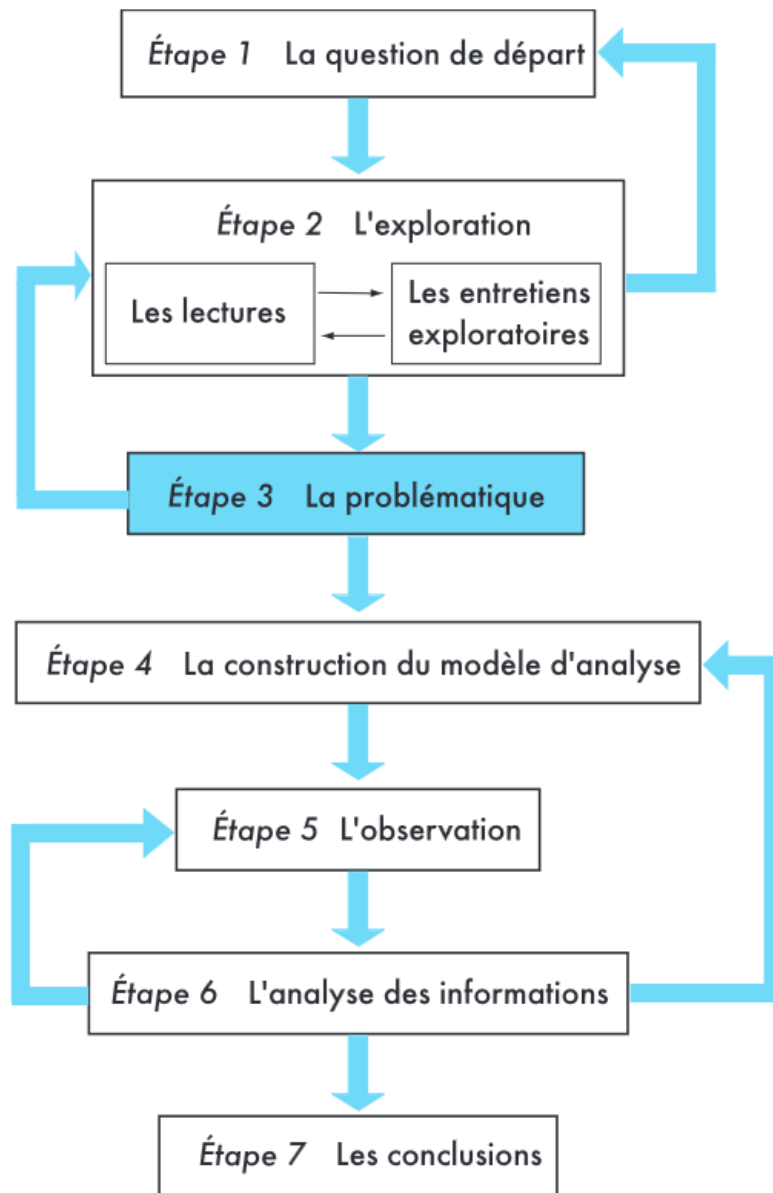 Étape 1 La question de départ
Étape 2 L'exploration
Les lectures
Les entretiens
exploratoires
Étape 3 La problématique
Étape 4 La construction du modèle d'analyse
Étape 5 L'observation
Étape 6 L'analyse des informations
Étape 7 Les conclusions